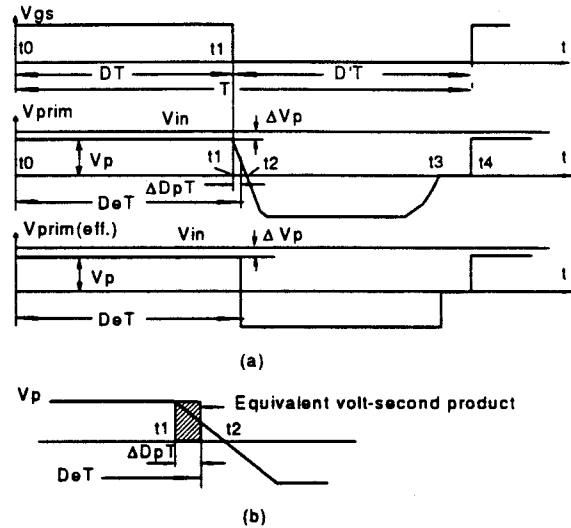 Vgs
t0 t1 t
DT D'T
T
Vprim Vin ΔVp
t0 Vp t1 t2 t3 t4 t
ΔDpT
DeT
Vprim(eff.) Vin ΔVp
Vp t
DeT
(a)
Vp Equivalent volt-second product
t1 t2
ΔDpT
DeT
(b)